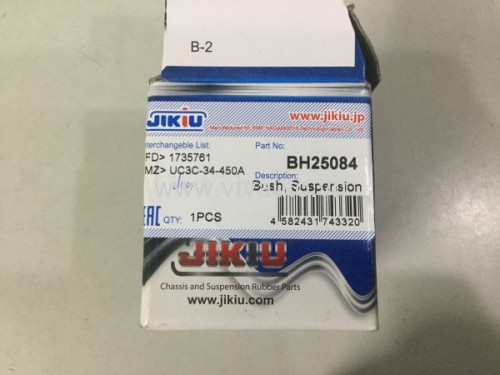 B-2
JIKIU
www.jikiu.jp
Interchangeble List:
Part No:
FD> 1735761
BH25084
MZ> UC3C-34-450A
Description:
Bush, Suspension
EAC QTY: 1PCS
4 582431 743320
JIKIU
Chassis and Suspension Rubber Parts
www.jikiu.com